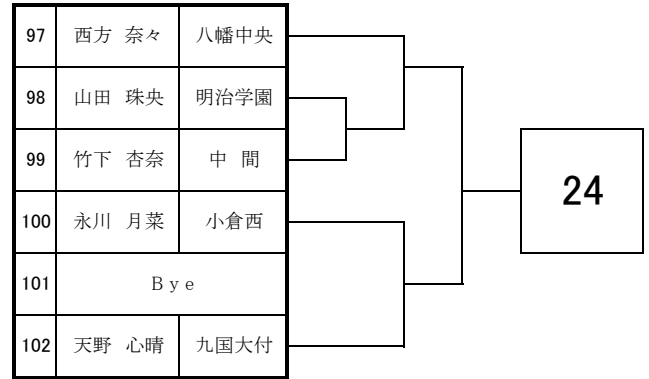 97 西方 奈々 八幡中央
98 山田 珠央 明治学園
99 竹下 杏奈 中 間
100 永川 月菜 小倉西
101 Ｂｙｅ
102 天野 心晴 九国大付
24